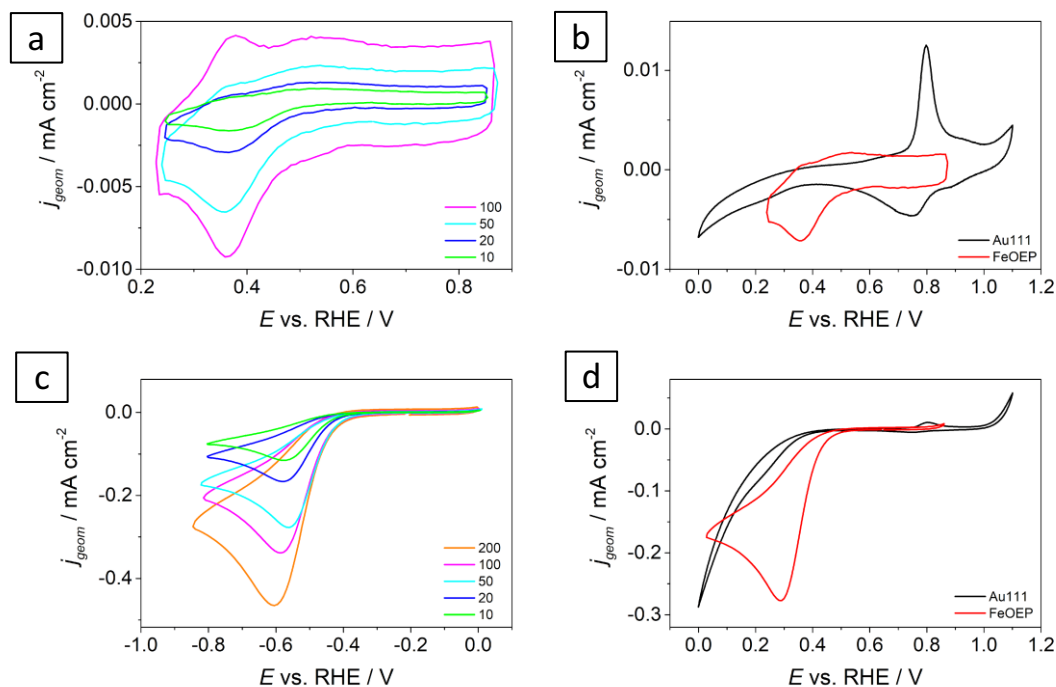 a
0.005
0.000
-0.005
-0.010
j geom / mA cm-2
100
50
20
10
0.2 0.4 0.6 0.8
E vs. RHE / V
b
0.01
0.00
-0.01
j geom / mA cm-2
Au111
FeOEP
0.0 0.2 0.4 0.6 0.8 1.0 1.2
E vs. RHE / V
c
0.0
-0.2
-0.4
j geom / mA cm-2
200
100
50
20
10
-1.0 -0.8 -0.6 -0.4 -0.2 0.0
E vs. RHE / V
d
0.0
-0.1
-0.2
-0.3
j geom / mA cm-2
Au111
FeOEP
0.0 0.2 0.4 0.6 0.8 1.0 1.2
E vs. RHE / V